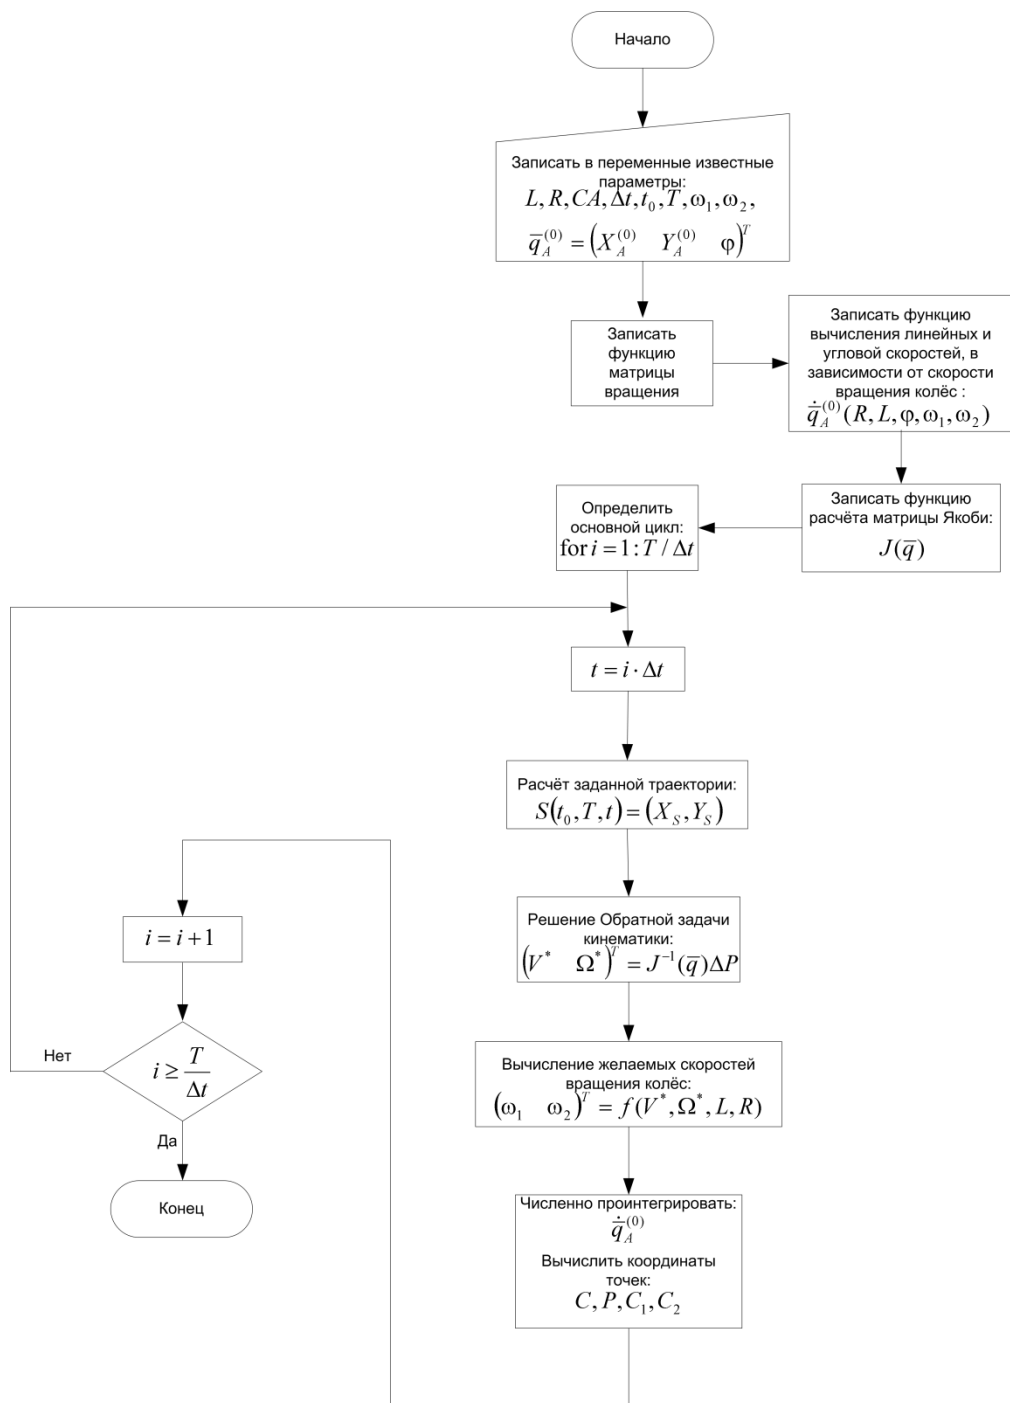 Начало
Записать в переменные известные
параметры:
L, R, CA, Δt, t₀, T, ω₁, ω₂,
q̅_A^(0) = (X_A^(0) Y_A^(0) φ)^T
Записать
функцию
матрицы
вращения
Записать функцию
вычисления линейных и
угловой скоростей, в
зависимости от скорости
вращения колёс :
q̅̇_A^(0) (R, L, φ, ω₁, ω₂)
Записать функцию
расчёта матрицы Якоби:
J(q̅)
Определить
основной цикл:
for i = 1 : T / Δt
t = i · Δt
Расчёт заданной траектории:
S(t₀, T, t) = (X_S, Y_S)
Решение Обратной задачи
кинематики:
(V* Ω*)^T = J⁻¹(q̅)ΔP
Вычисление желаемых скоростей
вращения колёс:
(ω₁ ω₂)^T = f(V*, Ω*, L, R)
Численно проинтегрировать:
q̅̇_A^(0)
Вычислить координаты
точек:
C, P, C₁, C₂
i = i + 1
i ≥ T/Δt
Нет
Да
Конец